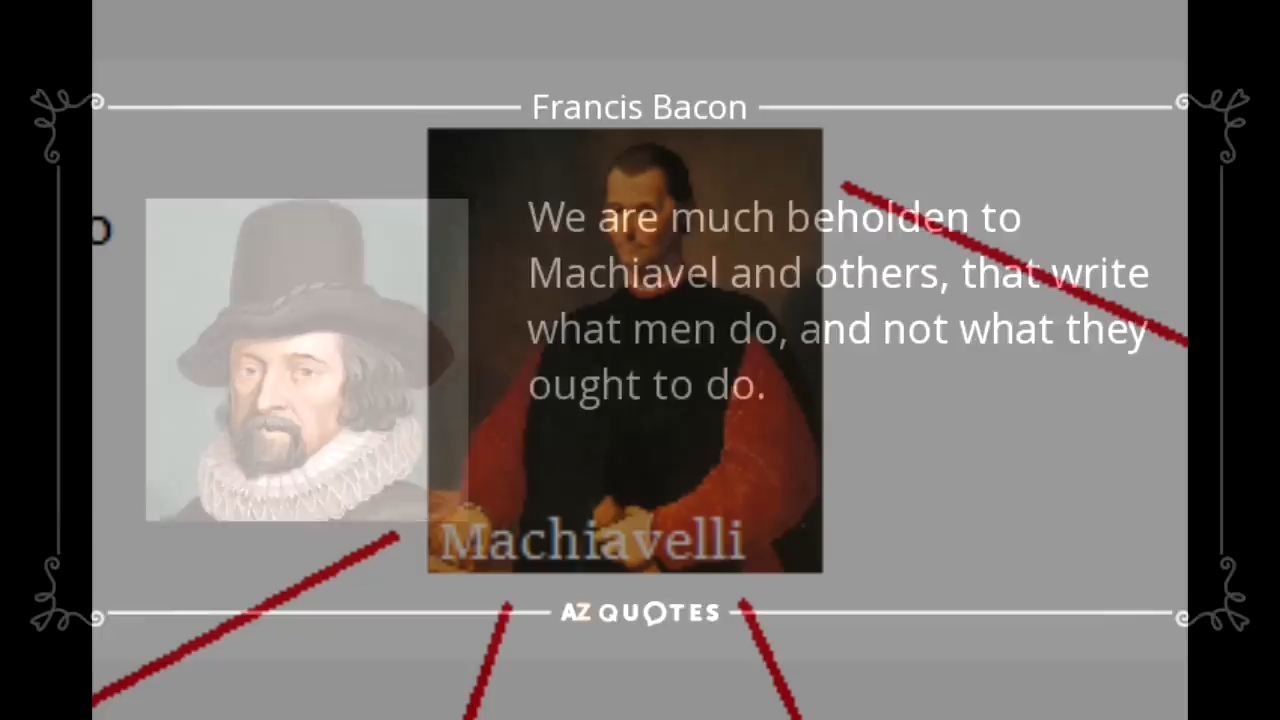 Francis Bacon
We are much beholden to
Machiavel and others, that write
what men do, and not what they
ought to do.
Machiavelli
AZ QUOTES